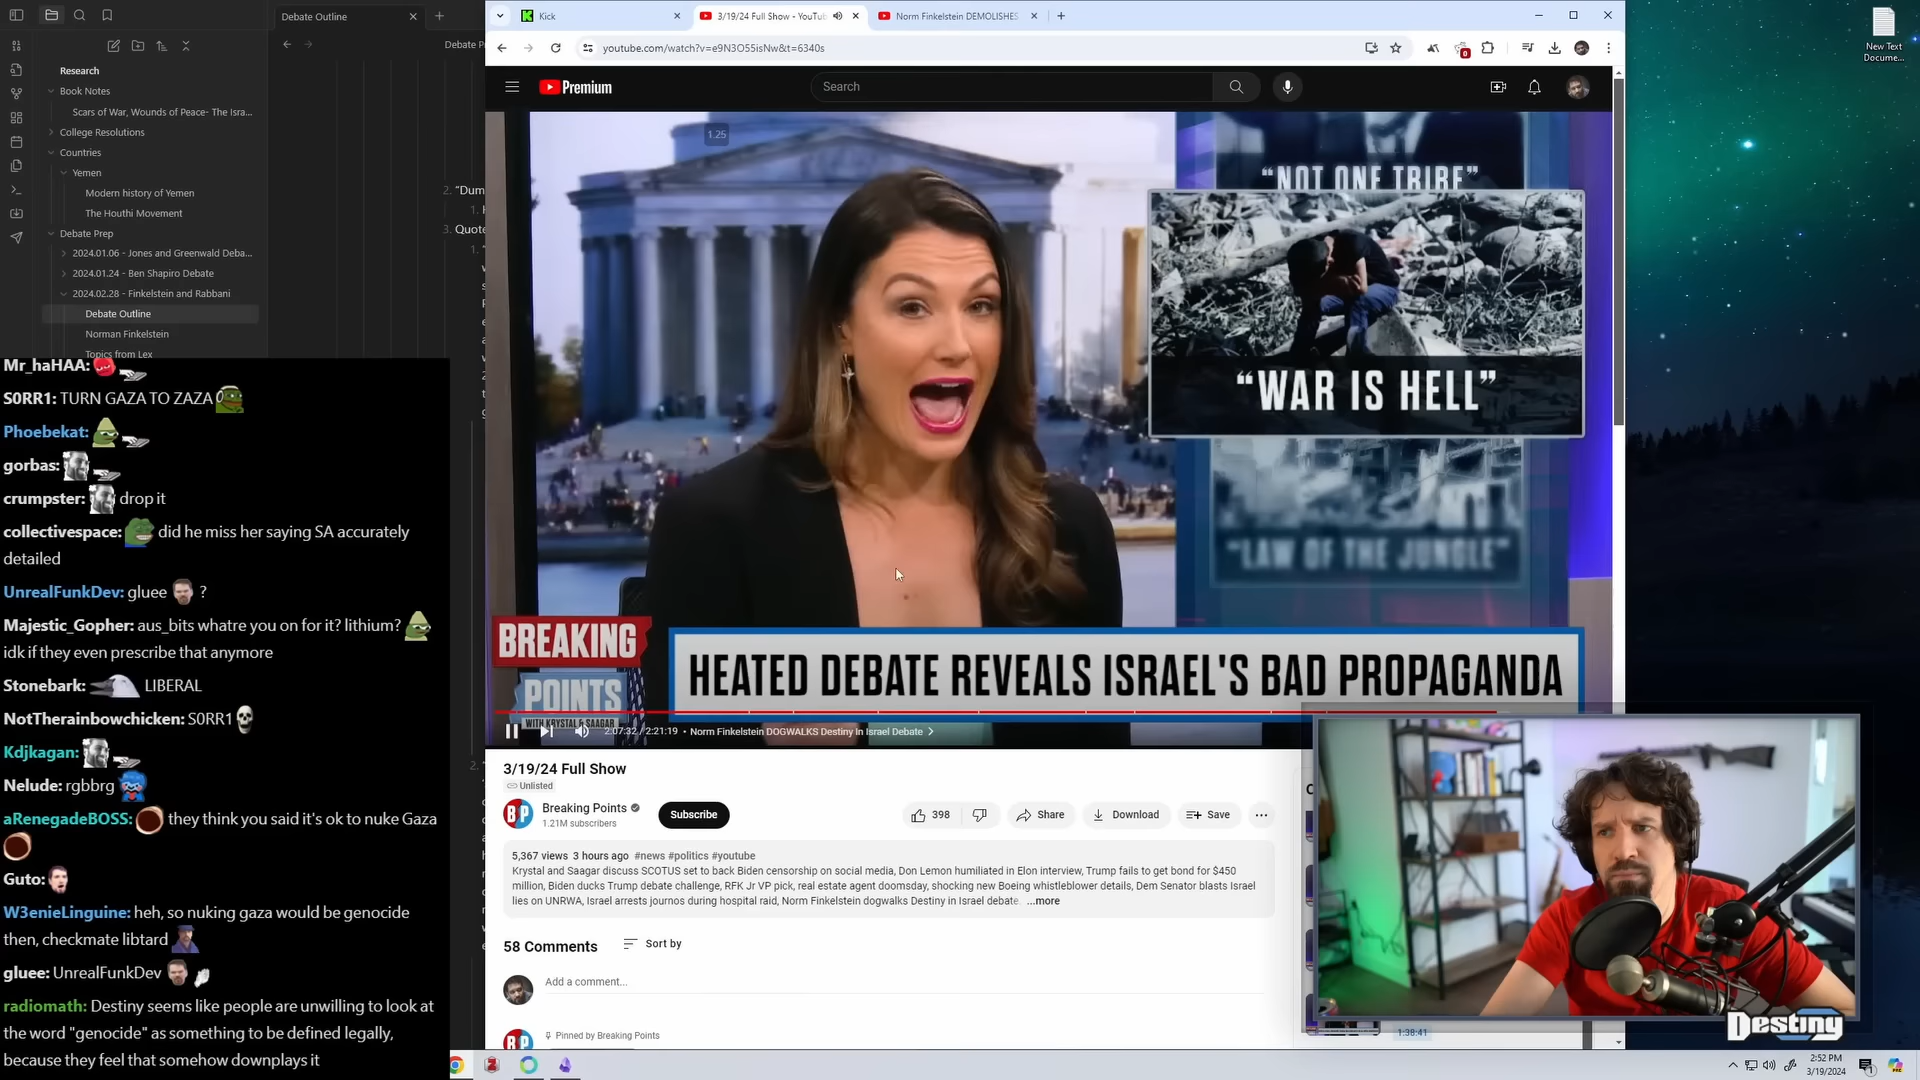 Debate Outline
Kick
3/19/24 Full Show - YouTub
Norm Finkelstein DEMOLISHES
youtube.com/watch?v=e9N3O55isNw&t=6340s
0
New Text
Docume...
Research
Book Notes
Scars of War, Wounds of Peace- The Isra...
College Resolutions
Countries
Yemen
Modern history of Yemen
The Houthi Movement
Debate Prep
2024.01.06 - Jones and Greenwald Deba...
2024.01.24 - Ben Shapiro Debate
2024.02.28 - Finkelstein and Rabbani
Debate Outline
Norman Finkelstein
Topics from Lex
Debate P
2. "Dum
3. Quote
Premium
Search
1.25
"NOT ONE TRIBE"
"WAR IS HELL"
"LAW OF THE JUNGLE"
BREAKING
POINTS
WITH KRYSTAL & SAAGAR
HEATED DEBATE REVEALS ISRAEL'S BAD PROPAGANDA
2:07:32 / 2:21:19 • Norm Finkelstein DOGWALKS Destiny in Israel Debate
3/19/24 Full Show
Unlisted
Breaking Points
1.21M subscribers
Subscribe
398
Share
Download
Save
5,367 views 3 hours ago #news #politics #youtube
Krystal and Saagar discuss SCOTUS set to back Biden censorship on social media, Don Lemon humiliated in Elon interview, Trump fails to get bond for $450
million, Biden ducks Trump debate challenge, RFK Jr VP pick, real estate agent doomsday, shocking new Boeing whistleblower details, Dem Senator blasts Israel
lies on UNRWA, Israel arrests journos during hospital raid, Norm Finkelstein dogwalks Destiny in Israel debate. ...more
58 Comments
Sort by
Add a comment...
Pinned by Breaking Points
Mr_haHAA:
S0RR1: TURN GAZA TO ZAZA
Phoebekat:
gorbas:
crumpster: drop it
collectivespace: did he miss her saying SA accurately
detailed
UnrealFunkDev: gluee ?
Majestic_Gopher: aus_bits whatre you on for it? lithium?
idk if they even prescribe that anymore
Stonebark: LIBERAL
NotTherainbowchicken: S0RR1
Kdjkagan:
Nelude: rgbbrg
aRenegadeBOSS: they think you said it's ok to nuke Gaza
Guto:
W3enieLinguine: heh, so nuking gaza would be genocide
then, checkmate libtard
gluee: UnrealFunkDev
radiomath: Destiny seems like people are unwilling to look at
the word "genocide" as something to be defined legally,
because they feel that somehow downplays it
Destiny
1:38:41
2:52 PM
3/19/2024